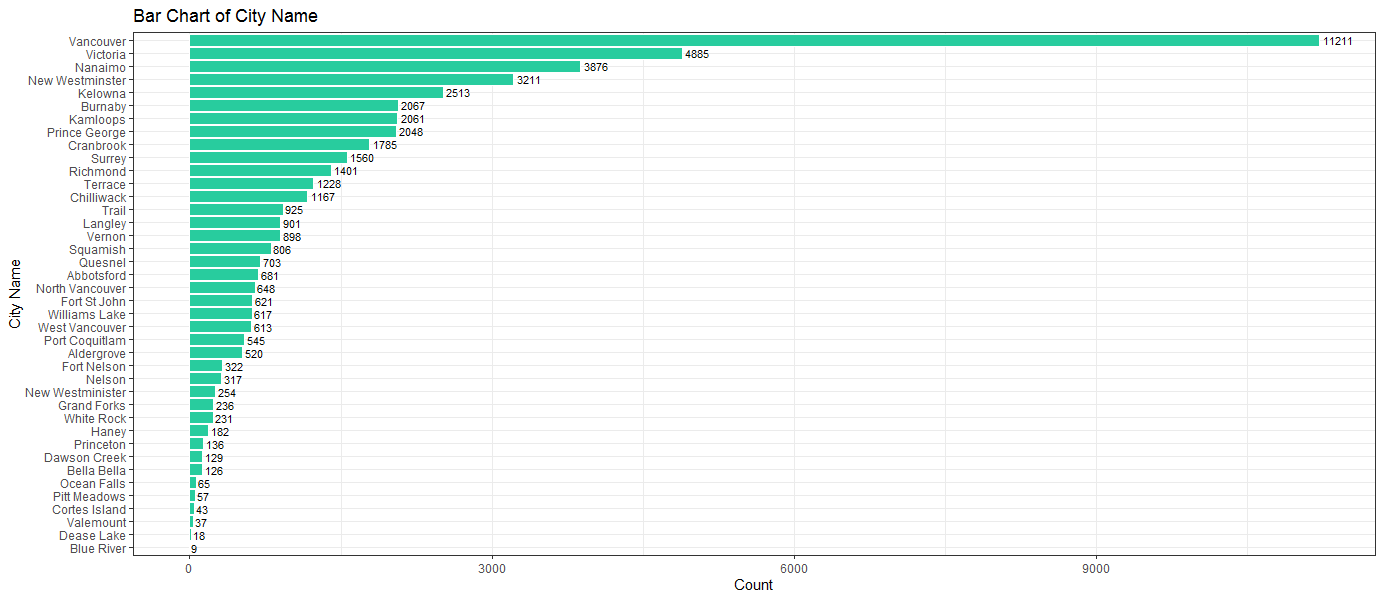 Bar Chart of City Name
City Name
Vancouver 11211
Victoria 4885
Nanaimo 3876
New Westminster 3211
Kelowna 2513
Burnaby 2067
Kamloops 2061
Prince George 2048
Cranbrook 1785
Surrey 1560
Richmond 1401
Terrace 1228
Chilliwack 1167
Trail 925
Langley 901
Vernon 898
Squamish 806
Quesnel 703
Abbotsford 681
North Vancouver 648
Fort St John 621
Williams Lake 617
West Vancouver 613
Port Coquitlam 545
Aldergrove 520
Fort Nelson 322
Nelson 317
New Westminister 254
Grand Forks 236
White Rock 231
Haney 182
Princeton 136
Dawson Creek 129
Bella Bella 126
Ocean Falls 65
Pitt Meadows 57
Cortes Island 43
Valemount 37
Dease Lake 18
Blue River 9
0 3000 6000 9000
Count